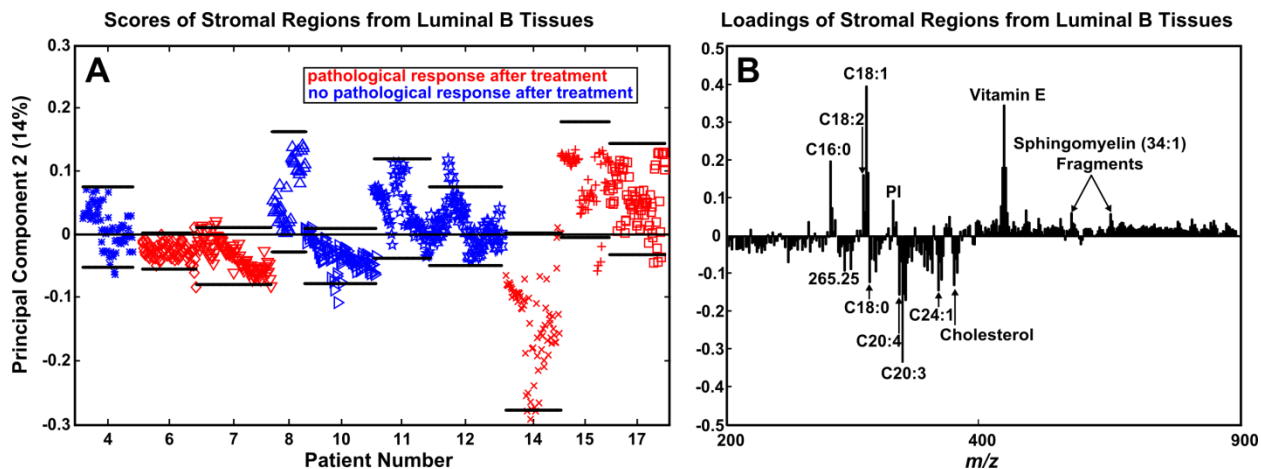 Scores of Stromal Regions from Luminal B Tissues
A
pathological response after treatment
no pathological response after treatment
Principal Component 2 (14%)
0.3
0.2
0.1
0
-0.1
-0.2
-0.3
4 6 7 8 10 11 12 14 15 17
Patient Number
Loadings of Stromal Regions from Luminal B Tissues
B
0.5
0.4
0.3
0.2
0.1
0
-0.1
-0.2
-0.3
-0.4
-0.5
C18:1
C18:2
C16:0
PI
Vitamin E
Sphingomyelin (34:1)
Fragments
265.25
C18:0
C20:4
C20:3
C24:1
Cholesterol
200 400 900
m/z